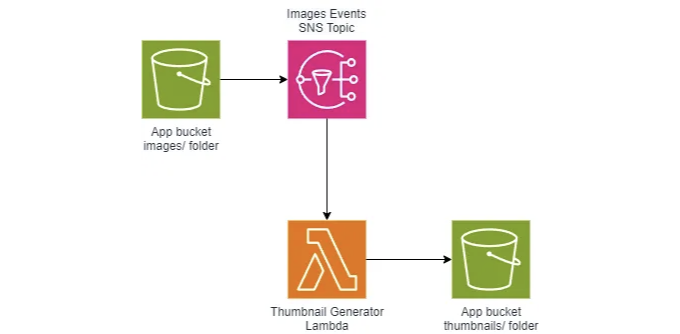 Images Events
SNS Topic
App bucket
images/ folder
Thumbnail Generator
Lambda
App bucket
thumbnails/ folder